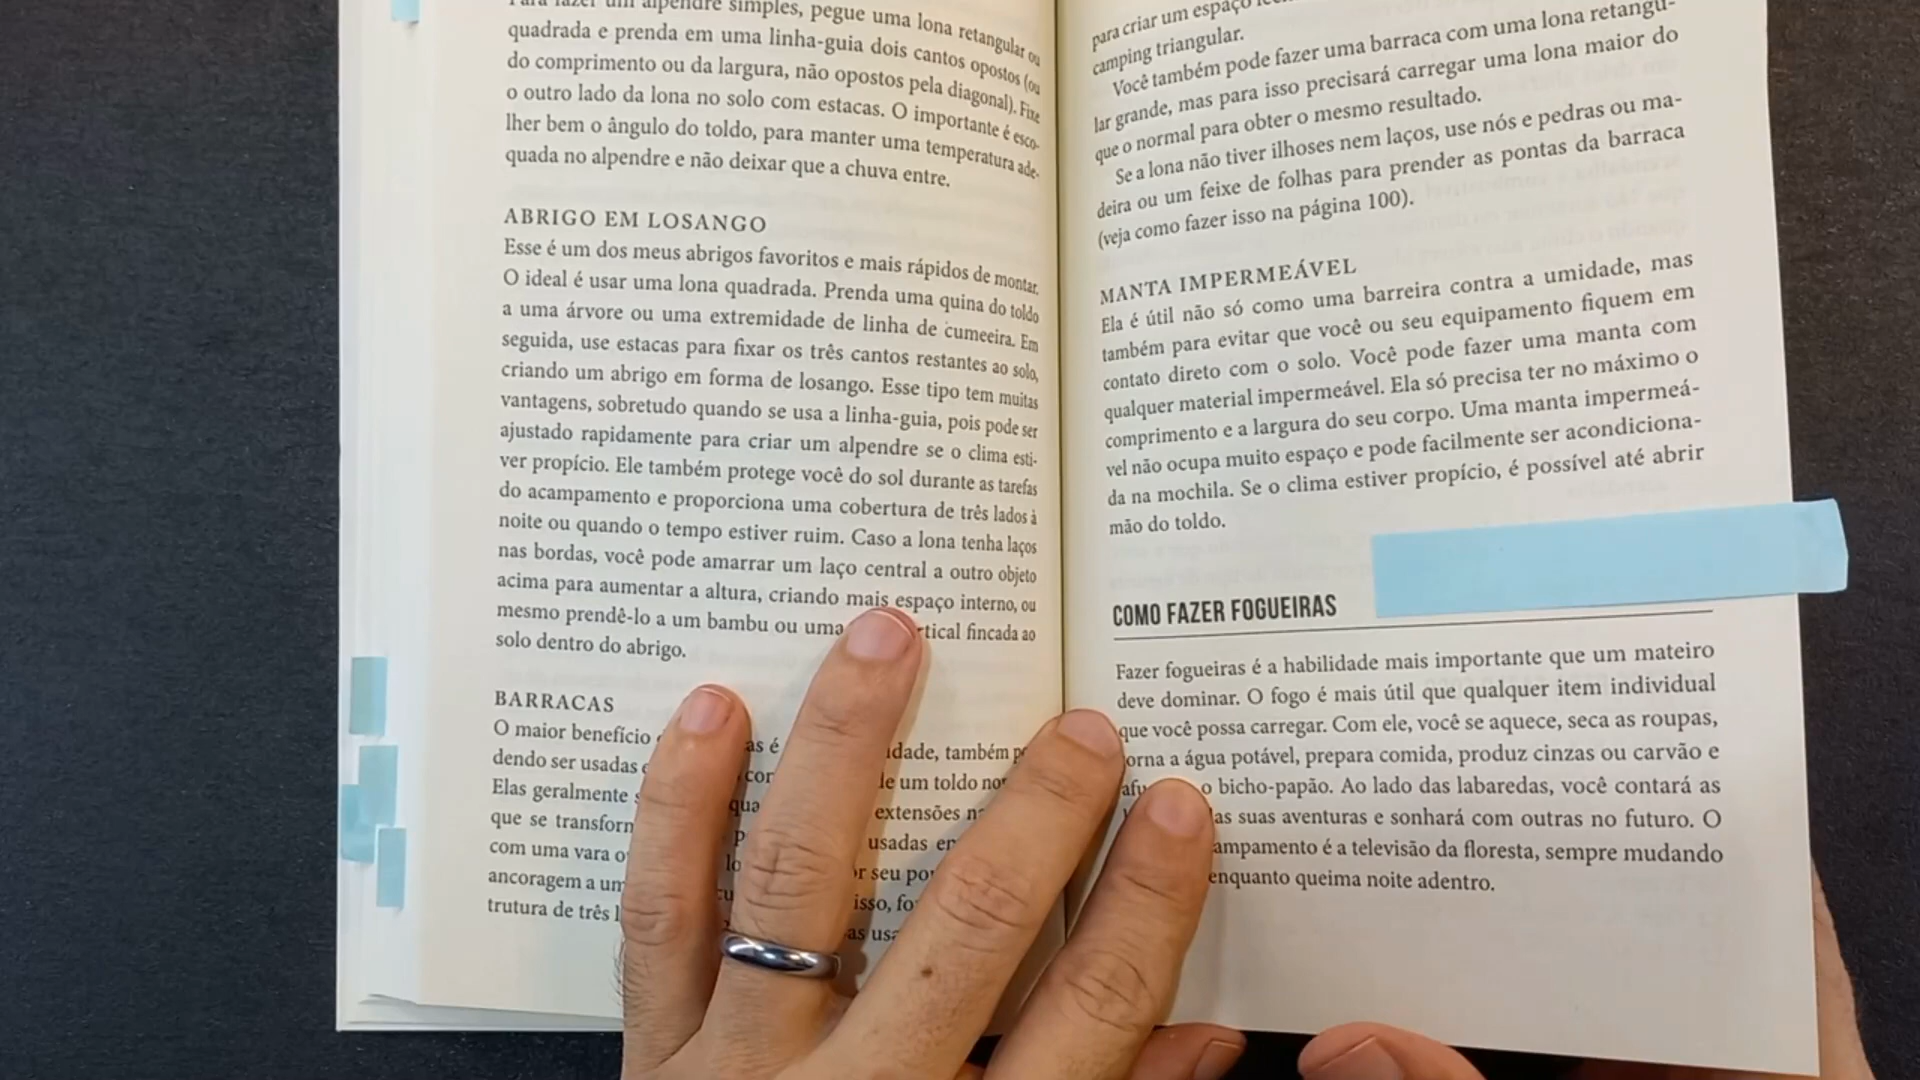 Para fazer um alpendre simples, pegue uma lona retangular ou
quadrada e prenda em uma linha-guia dois cantos opostos (ou
do comprimento ou da largura, não opostos pela diagonal). Fixe
o outro lado da lona no solo com estacas. O importante é esco-
lher bem o ângulo do toldo, para manter uma temperatura ade-
quada no alpendre e não deixar que a chuva entre.
ABRIGO EM LOSANGO
Esse é um dos meus abrigos favoritos e mais rápidos de montar.
O ideal é usar uma lona quadrada. Prenda uma quina do toldo
a uma árvore ou uma extremidade de linha de cumeeira. Em
seguida, use estacas para fixar os três cantos restantes ao solo,
criando um abrigo em forma de losango. Esse tipo tem muitas
vantagens, sobretudo quando se usa a linha-guia, pois pode ser
ajustado rapidamente para criar um alpendre se o clima esti-
ver propício. Ele também protege você do sol durante as tarefas
do acampamento e proporciona uma cobertura de três lados à
noite ou quando o tempo estiver ruim. Caso a lona tenha laços
nas bordas, você pode amarrar um laço central a outro objeto
acima para aumentar a altura, criando mais espaço interno, ou
mesmo prendê-lo a um bambu ou uma rtical fincada ao
solo dentro do abrigo.
BARRACAS
O maior benefício as é idade, também
dendo ser usadas de um toldo
Elas geralmente extensões
que se transform usadas
com uma vara seu
ancoragem a isso,
trutura de três
para criar um espaço
camping triangular.
Você também pode fazer uma barraca com uma lona retangu-
lar grande, mas para isso precisará carregar uma lona maior do
que o normal para obter o mesmo resultado.
Se a lona não tiver ilhoses nem laços, use nós e pedras ou ma-
deira ou um feixe de folhas para prender as pontas da barraca
(veja como fazer isso na página 100).
MANTA IMPERMEÁVEL
Ela é útil não só como uma barreira contra a umidade, mas
também para evitar que você ou seu equipamento fiquem em
contato direto com o solo. Você pode fazer uma manta com
qualquer material impermeável. Ela só precisa ter no máximo o
comprimento e a largura do seu corpo. Uma manta impermeá-
vel não ocupa muito espaço e pode facilmente ser acondiciona-
da na mochila. Se o clima estiver propício, é possível até abrir
mão do toldo.
COMO FAZER FOGUEIRAS
Fazer fogueiras é a habilidade mais importante que um mateiro
deve dominar. O fogo é mais útil que qualquer item individual
que você possa carregar. Com ele, você se aquece, seca as roupas,
torna a água potável, prepara comida, produz cinzas ou carvão e
o bicho-papão. Ao lado das labaredas, você contará as
suas aventuras e sonhará com outras no futuro. O
ampamento é a televisão da floresta, sempre mudando
enquanto queima noite adentro.